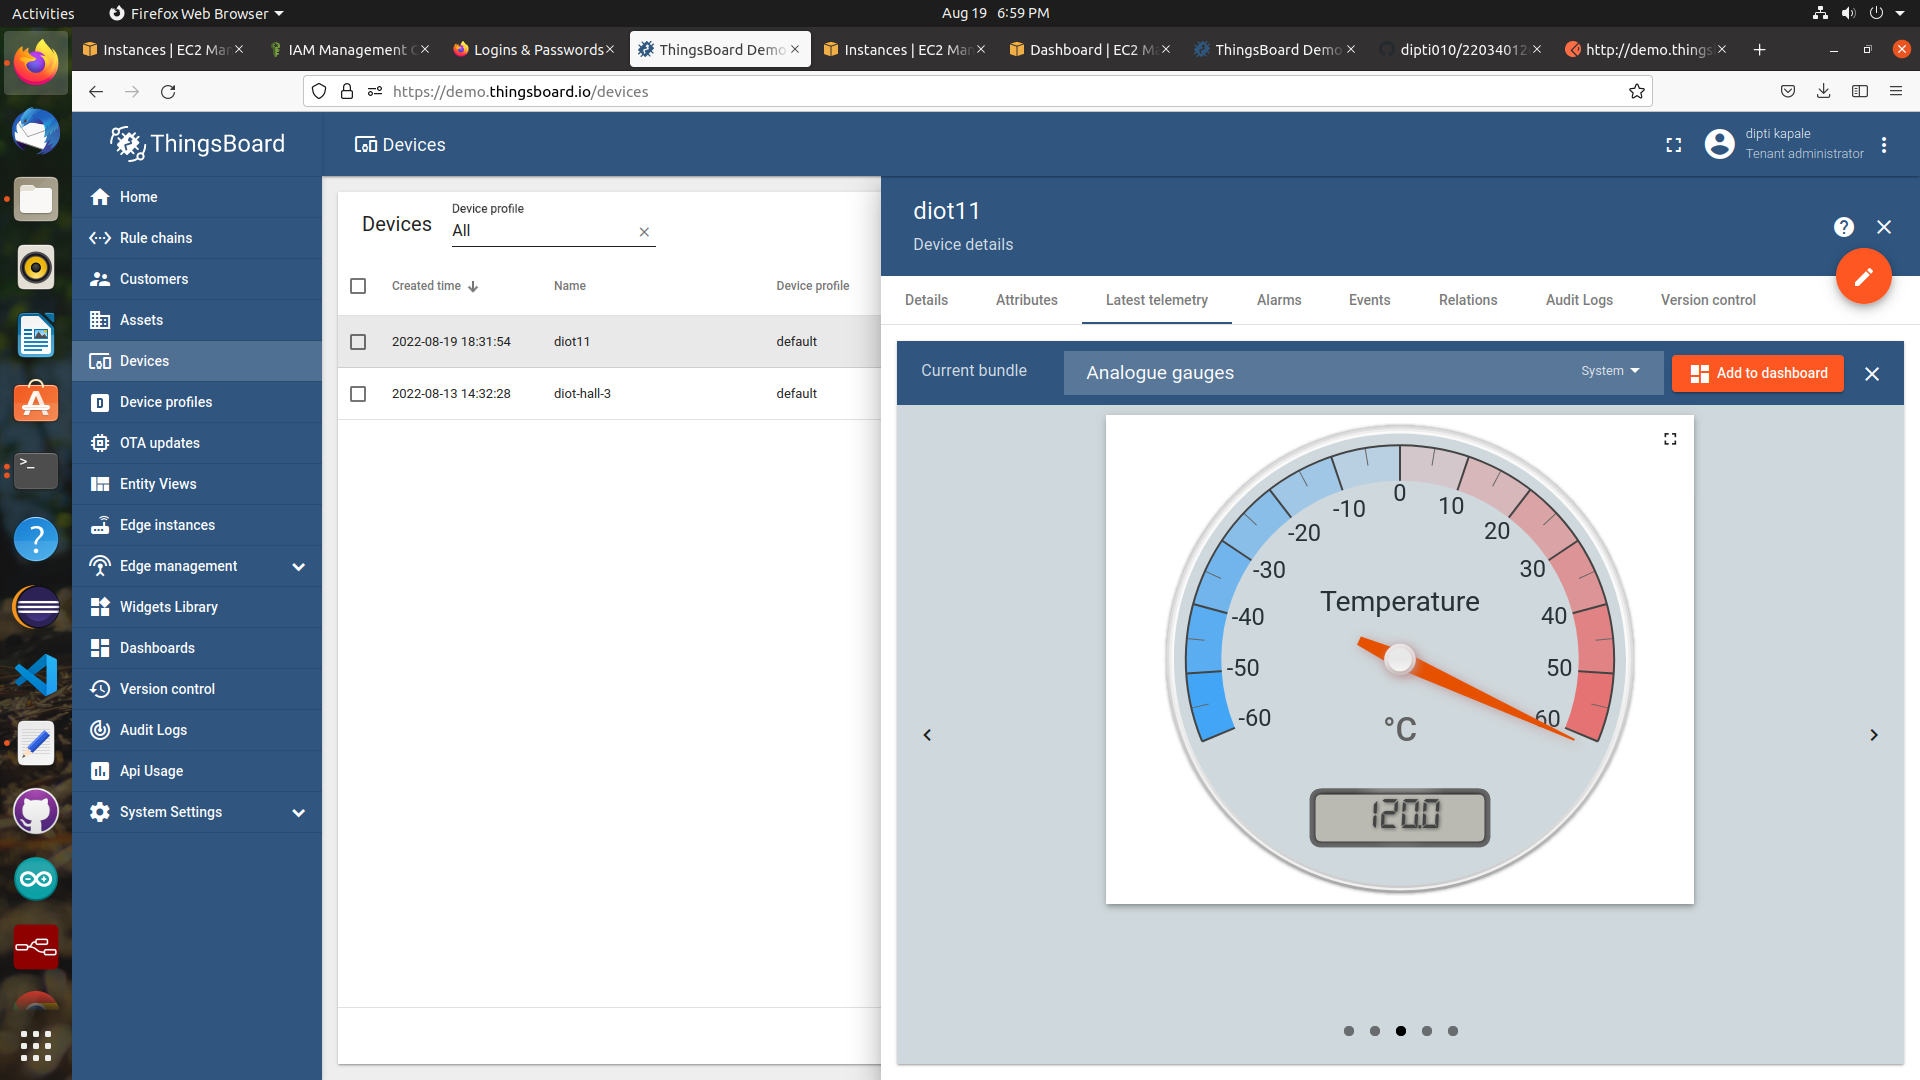 Activities
Firefox Web Browser
Aug 19 6:59 PM
Instances | EC2 Mar
IAM Management C
Logins & Passwords
ThingsBoard Demo
Instances | EC2 Mar
Dashboard | EC2 Ma
ThingsBoard Demo
dipti010/22034012
http://demo.things
https://demo.thingsboard.io/devices
ThingsBoard
Devices
dipti kapale
Tenant administrator
Home
Rule chains
Customers
Assets
Devices
Device profiles
OTA updates
Entity Views
Edge instances
Edge management
Widgets Library
Dashboards
Version control
Audit Logs
Api Usage
System Settings
Devices
Device profile
All
Created time
Name
Device profile
2022-08-19 18:31:54
diot11
default
2022-08-13 14:32:28
diot-hall-3
default
diot11
Device details
Details
Attributes
Latest telemetry
Alarms
Events
Relations
Audit Logs
Version control
Current bundle
Analogue gauges
System
Add to dashboard
-60
-50
-40
-30
-20
-10
0
10
20
30
40
50
60
Temperature
°C
120.0